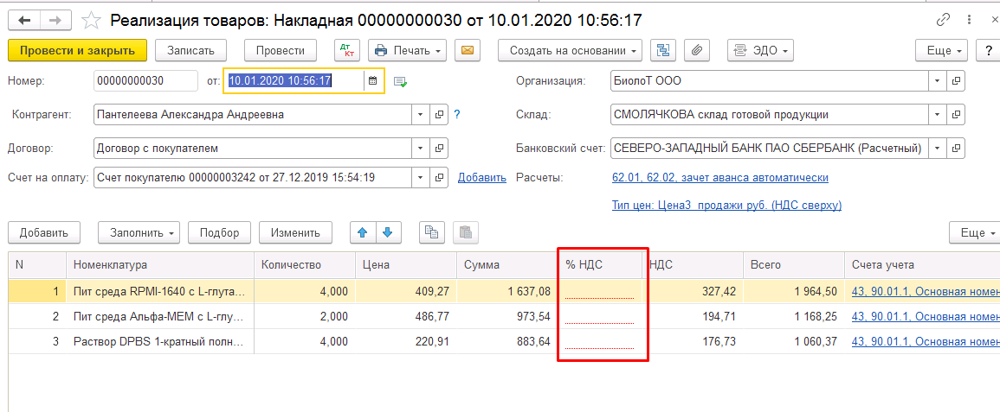 Реализация товаров: Накладная 00000000030 от 10.01.2020 10:56:17
Провести и закрыть Записать Провести Дт Кт Печать Создать на основании ЭДО Еще ?
Номер: 00000000030 от: 10.01.2020 10:56:17 Организация: БиолоТ ООО
Контрагент: Пантелеева Александра Андреевна ? Склад: СМОЛЯЧКОВА склад готовой продукции
Договор: Договор с покупателем Банковский счет: СЕВЕРО-ЗАПАДНЫЙ БАНК ПАО СБЕРБАНК (Расчетный)
Счет на оплату: Счет покупателю 00000003242 от 27.12.2019 15:54:19 Добавить Расчеты: 62.01, 62.02, зачет аванса автоматически
Тип цен: Цена3_продажи руб. (НДС сверху)
Добавить Заполнить Подбор Изменить Еще
N Номенклатура Количество Цена Сумма % НДС НДС Всего Счета учета
1 Пит среда RPMI-1640 с L-глута... 4,000 409,27 1 637,08 327,42 1 964,50 43, 90.01.1, Основная номен
2 Пит среда Альфа-МЕМ с L-глу... 2,000 486,77 973,54 194,71 1 168,25 43, 90.01.1, Основная номен
3 Раствор DPBS 1-кратный полн... 4,000 220,91 883,64 176,73 1 060,37 43, 90.01.1, Основная номен